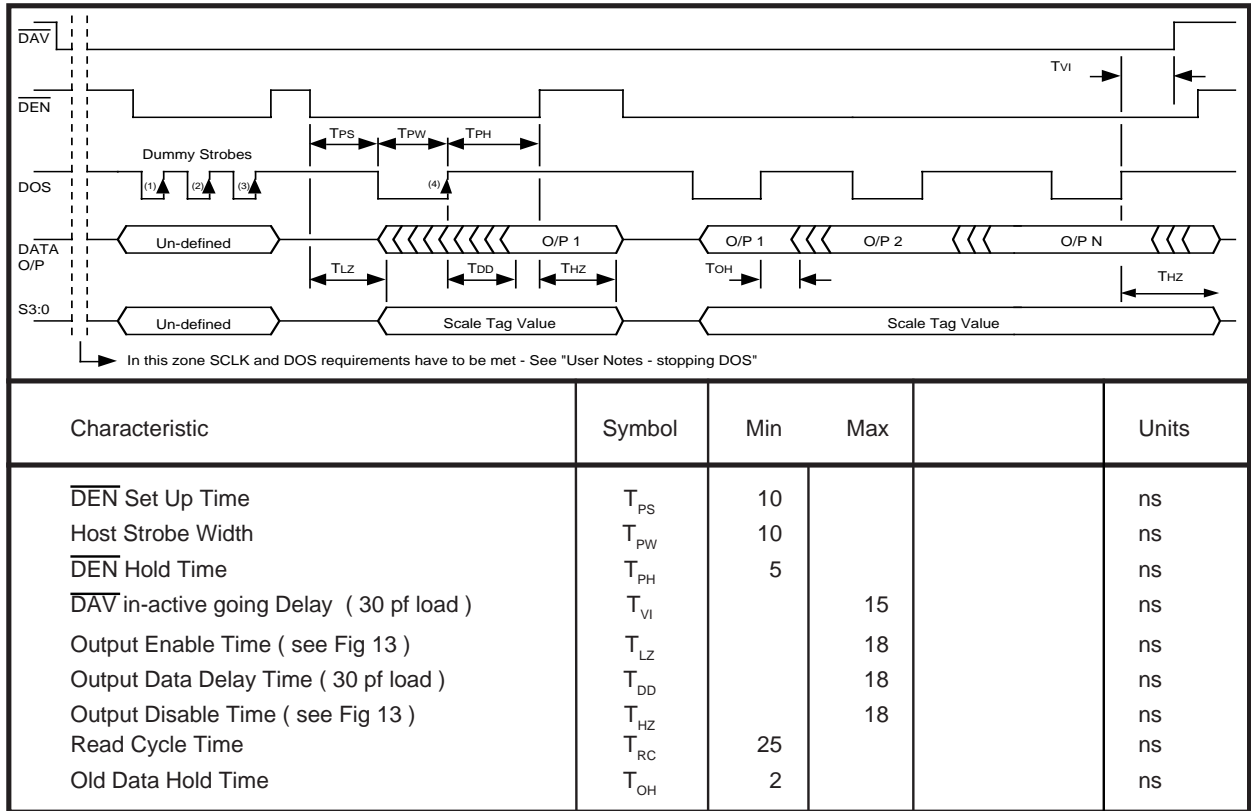 DAV
TVI
DEN
TPS TPW TPH
Dummy Strobes
DOS (1) (2) (3) (4)
DATA O/P Un-defined O/P 1 O/P 1 O/P 2 O/P N
TLZ TDD THZ TOH THZ
S3:0 Un-defined Scale Tag Value Scale Tag Value
In this zone SCLK and DOS requirements have to be met - See "User Notes - stopping DOS"
Characteristic Symbol Min Max Units
DEN Set Up Time TPS 10 ns
Host Strobe Width TPW 10 ns
DEN Hold Time TPH 5 ns
DAV in-active going Delay ( 30 pf load ) TVI 15 ns
Output Enable Time ( see Fig 13 ) TLZ 18 ns
Output Data Delay Time ( 30 pf load ) TDD 18 ns
Output Disable Time ( see Fig 13 ) THZ 18 ns
Read Cycle Time TRC 25 ns
Old Data Hold Time TOH 2 ns